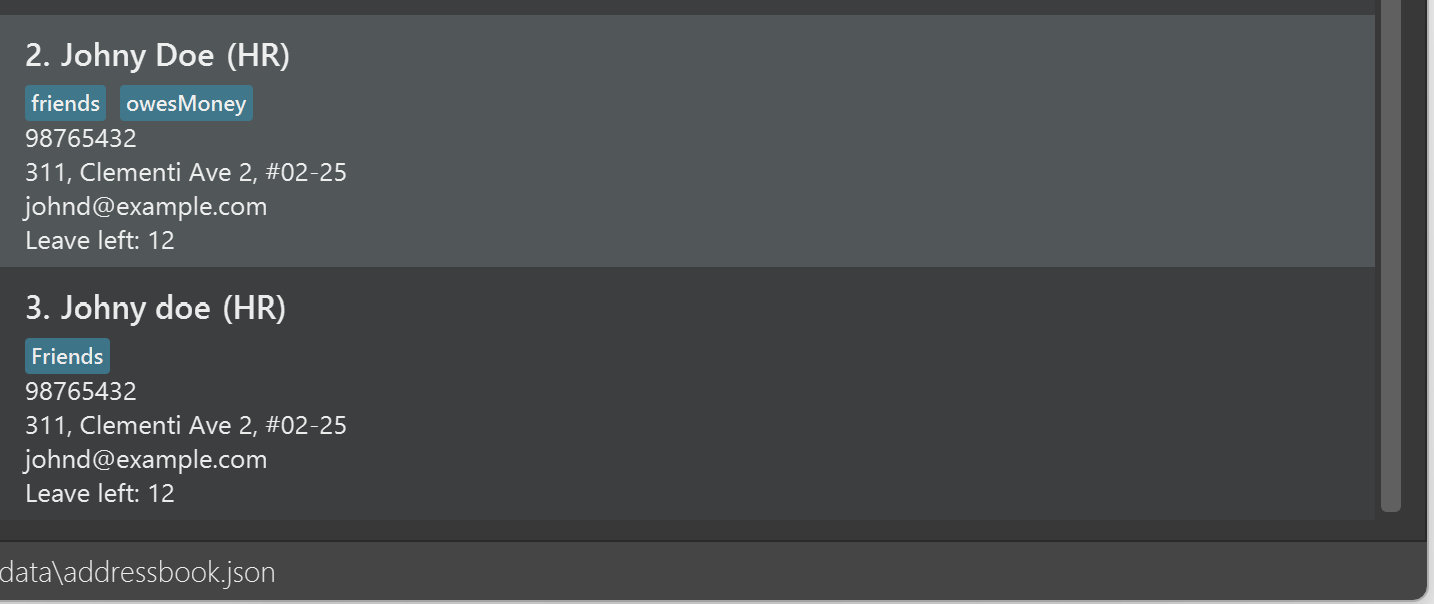 2. Johny Doe (HR)
friends owesMoney
98765432
311, Clementi Ave 2, #02-25
johnd@example.com
Leave left: 12
3. Johny doe (HR)
Friends
98765432
311, Clementi Ave 2, #02-25
johnd@example.com
Leave left: 12
data\addressbook.json